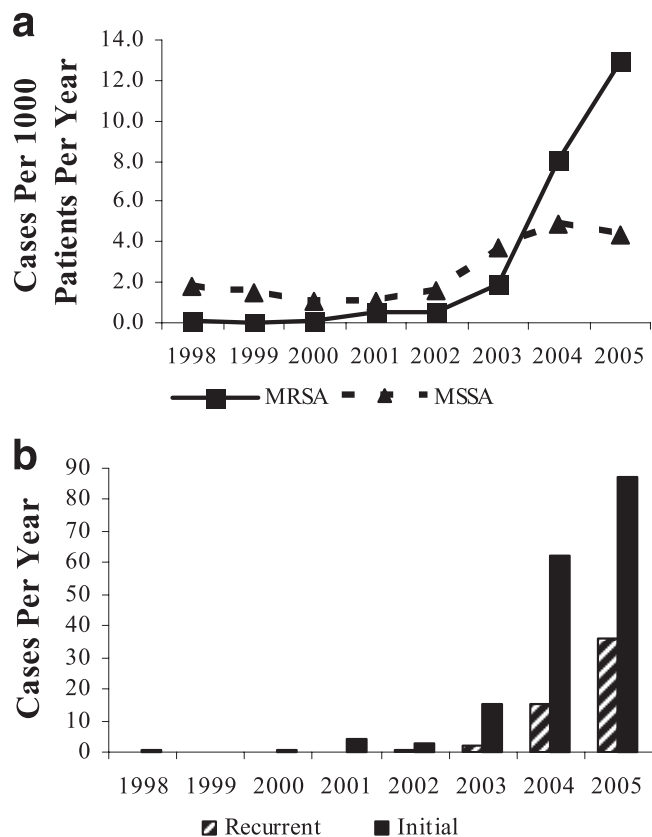 a
Cases Per 1000
Patients Per Year
14.0
12.0
10.0
8.0
6.0
4.0
2.0
0.0
1998 1999 2000 2001 2002 2003 2004 2005
MRSA MSSA
b
Cases Per Year
90
80
70
60
50
40
30
20
10
0
1998 1999 2000 2001 2002 2003 2004 2005
Recurrent Initial